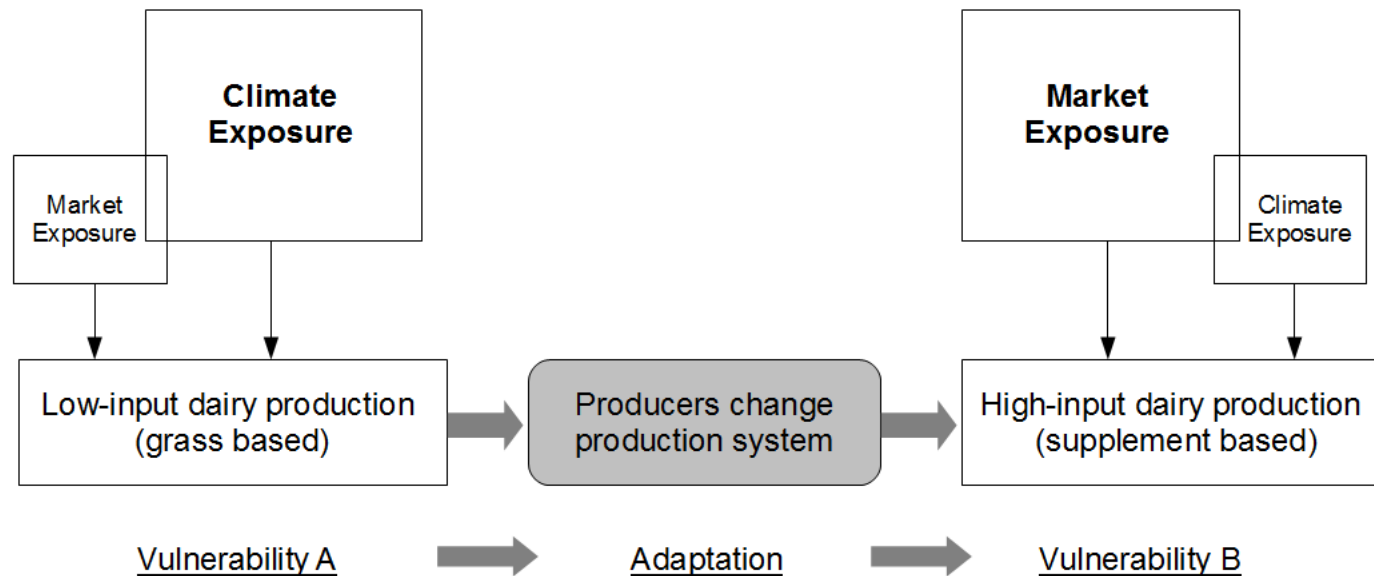 Climate
Exposure
Market
Exposure
Market
Exposure
Climate
Exposure
Low-input dairy production
(grass based)
Producers change
production system
High-input dairy production
(supplement based)
Vulnerability A
Adaptation
Vulnerability B